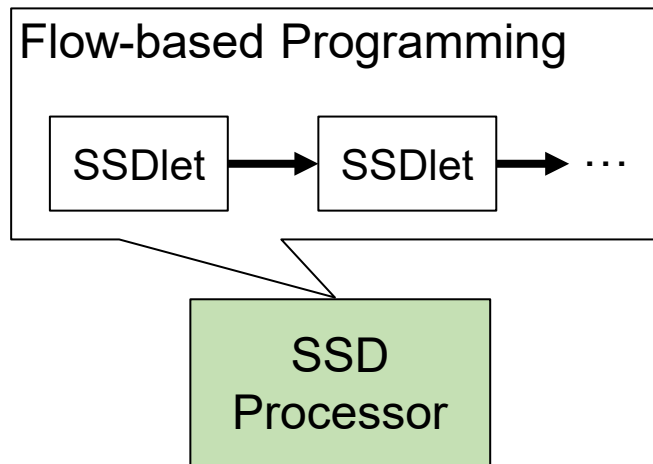 Flow-based Programming
SSDlet SSDlet ...
SSD
Processor